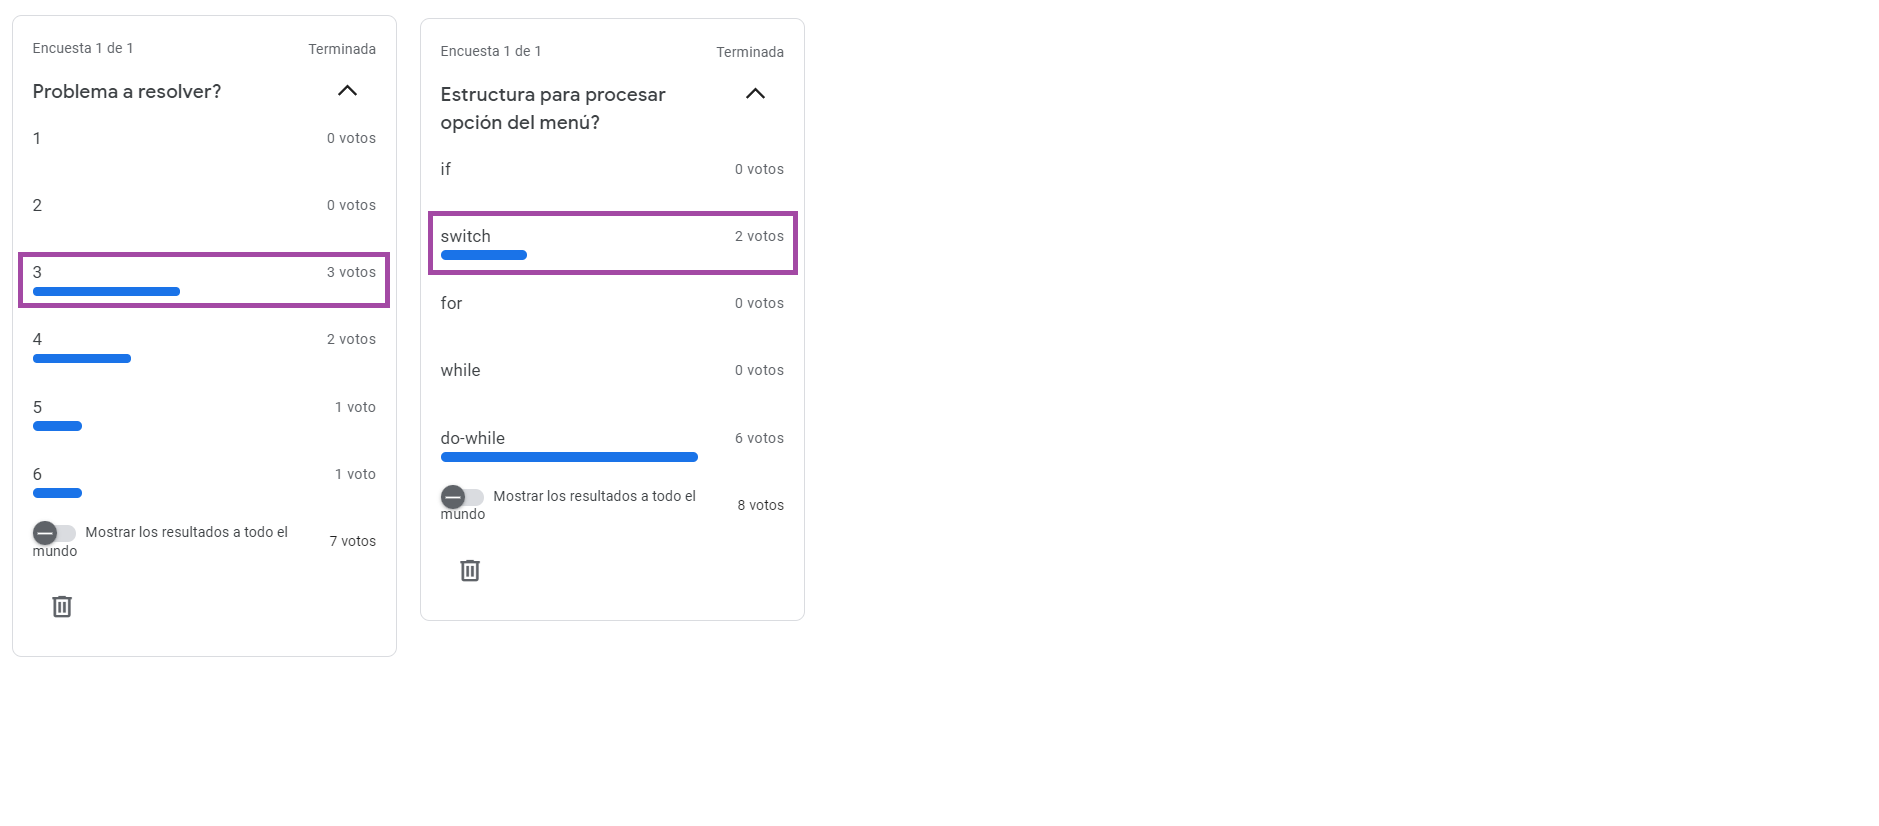 Encuesta 1 de 1
Terminada
Problema a resolver?
1
0 votos
2
0 votos
3
3 votos
4
2 votos
5
1 voto
6
1 voto
Mostrar los resultados a todo el
mundo
7 votos
Encuesta 1 de 1
Terminada
Estructura para procesar
opción del menú?
if
0 votos
switch
2 votos
for
0 votos
while
0 votos
do-while
6 votos
Mostrar los resultados a todo el
mundo
8 votos